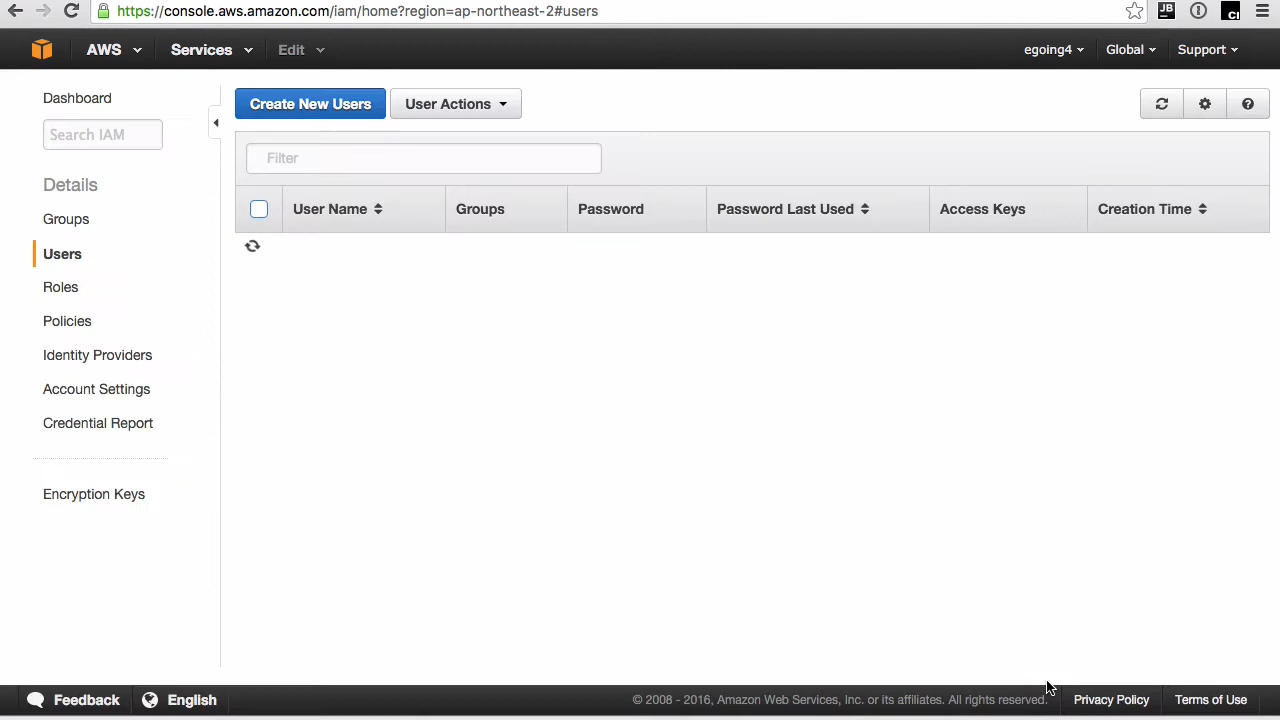 https://console.aws.amazon.com/iam/home?region=ap-northeast-2#users
JB
AWS
Services
Edit
egoing4
Global
Support
Dashboard
Search IAM
Details
Groups
Users
Roles
Policies
Identity Providers
Account Settings
Credential Report
Encryption Keys
Create New Users
User Actions
Filter
User Name
Groups
Password
Password Last Used
Access Keys
Creation Time
Feedback
English
© 2008 - 2016, Amazon Web Services, Inc. or its affiliates. All rights reserved.
Privacy Policy
Terms of Use